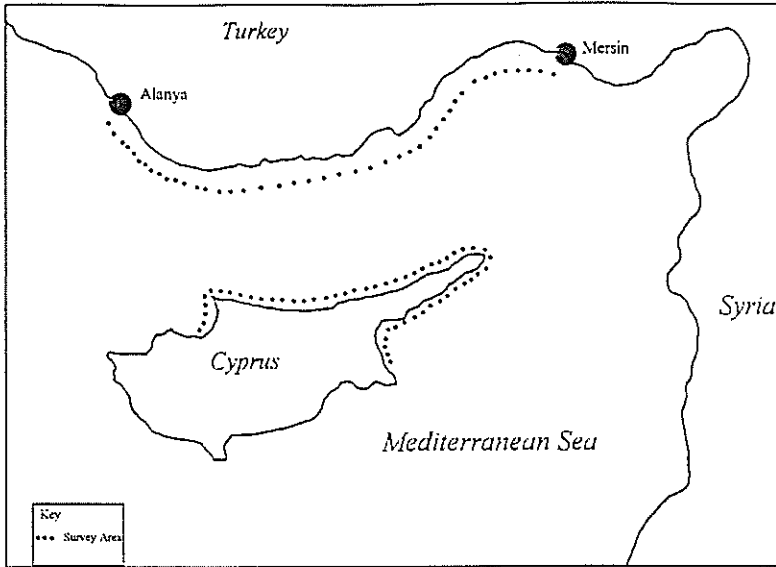 Turkey
Mersin
Alanya
Syria
Cyprus
Mediterranean Sea
Key
Survey Area